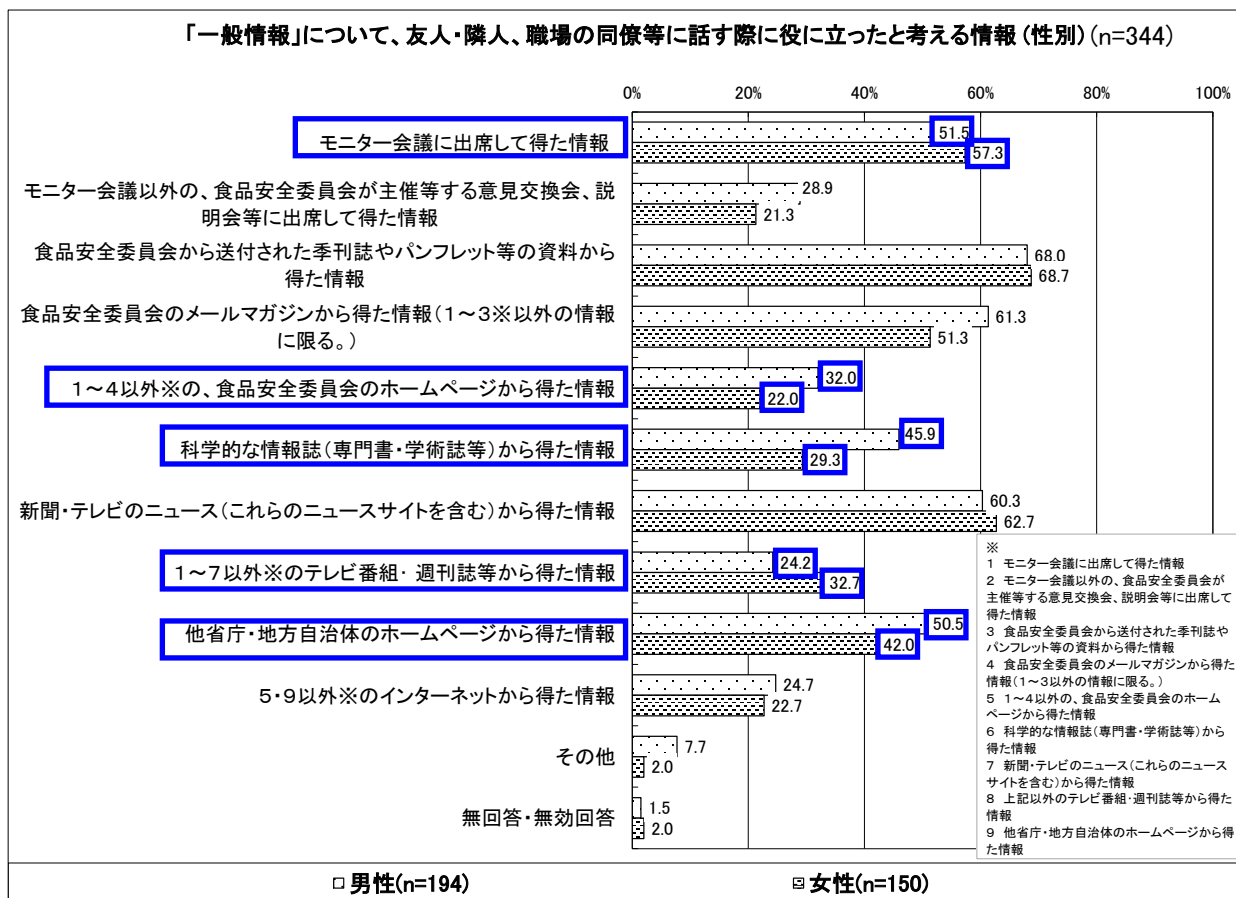 「一般情報」について、友人・隣人、職場の同僚等に話す際に役に立ったと考える情報（性別）(n=344)
0% 20% 40% 60% 80% 100%
モニター会議に出席して得た情報
51.5
57.3
モニター会議以外の、食品安全委員会が主催等する意見交換会、説
明会等に出席して得た情報
28.9
21.3
食品安全委員会から送付された季刊誌やパンフレット等の資料から
得た情報
68.0
68.7
食品安全委員会のメールマガジンから得た情報（１～３※以外の情報
に限る。）
61.3
51.3
１～４以外※の、食品安全委員会のホームページから得た情報
32.0
22.0
科学的な情報誌（専門書・学術誌等）から得た情報
45.9
29.3
新聞・テレビのニュース（これらのニュースサイトを含む）から得た情報
60.3
62.7
１～７以外※のテレビ番組・ 週刊誌等から得た情報
24.2
32.7
他省庁・地方自治体のホームページから得た情報
50.5
42.0
５・９以外※のインターネットから得た情報
24.7
22.7
その他
7.7
2.0
無回答・無効回答
1.5
2.0
※
1 モニター会議に出席して得た情報
2 モニター会議以外の、食品安全委員会が
主催等する意見交換会、説明会等に出席して
得た情報
3 食品安全委員会から送付された季刊誌や
パンフレット等の資料から得た情報
4 食品安全委員会のメールマガジンから得た
情報（１～３以外の情報に限る。）
5 １～４以外の、食品安全委員会のホーム
ページから得た情報
6 科学的な情報誌（専門書・学術誌等）から
得た情報
7 新聞・テレビのニュース（これらのニュース
サイトを含む）から得た情報
8 上記以外のテレビ番組・週刊誌等から得た
情報
9 他省庁・地方自治体のホームページから得
た情報
男性(n=194) 女性(n=150)